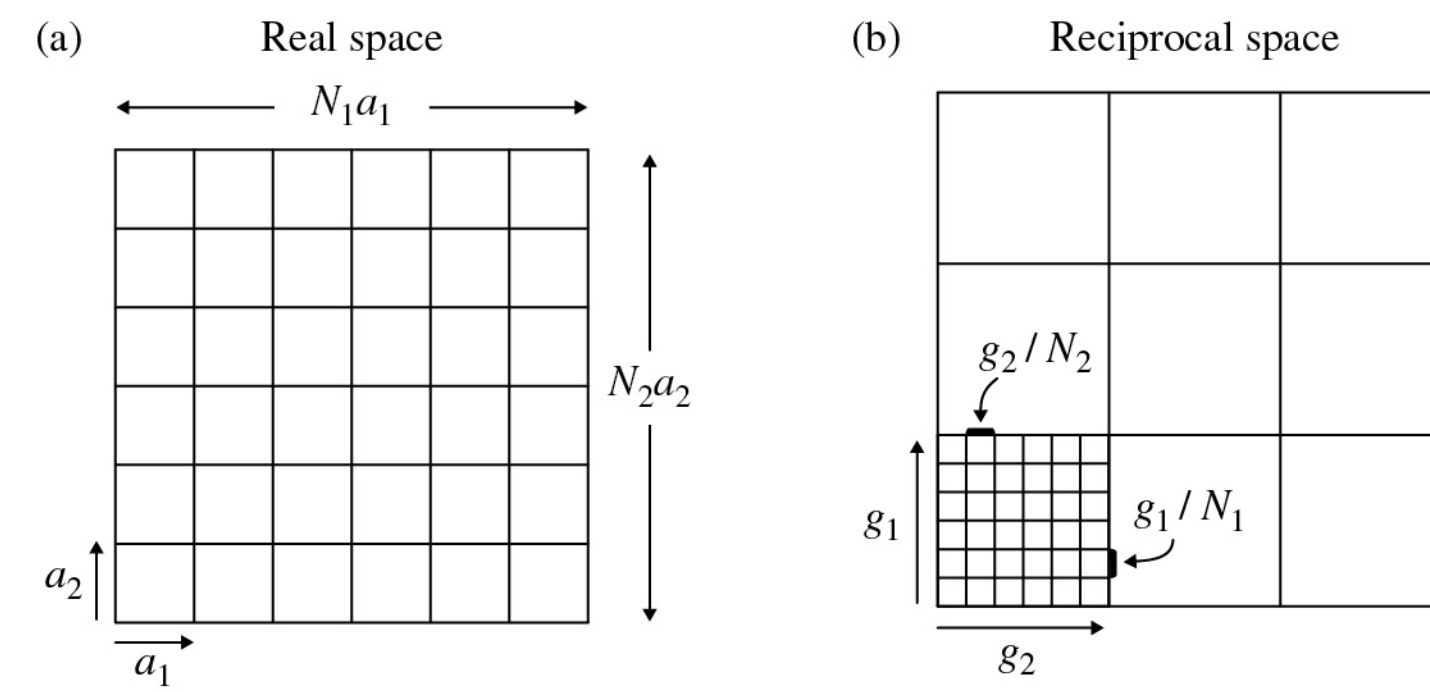 (a) Real space
N₁a₁
N₂a₂
a₂
a₁
(b) Reciprocal space
g₂ / N₂
g₁
g₁ / N₁
g₂